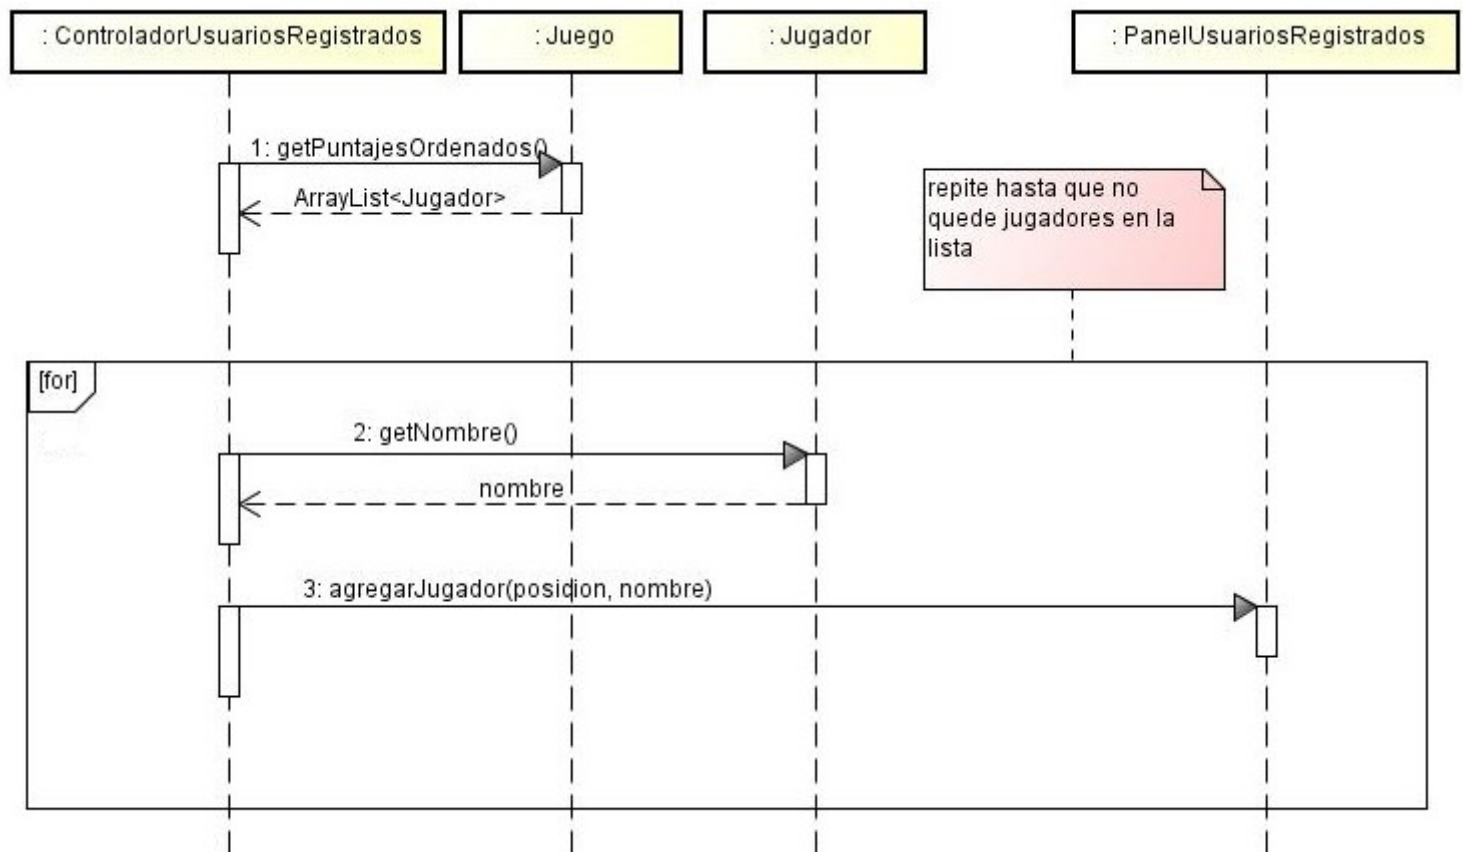 : ControladorUsuariosRegistrados
: Juego
: Jugador
: PanelUsuariosRegistrados
1: getPuntajesOrdenados()
ArrayList<Jugador>
repite hasta que no
quede jugadores en la
lista
[for]
2: getNombre()
nombre
3: agregarJugador(posicion, nombre)